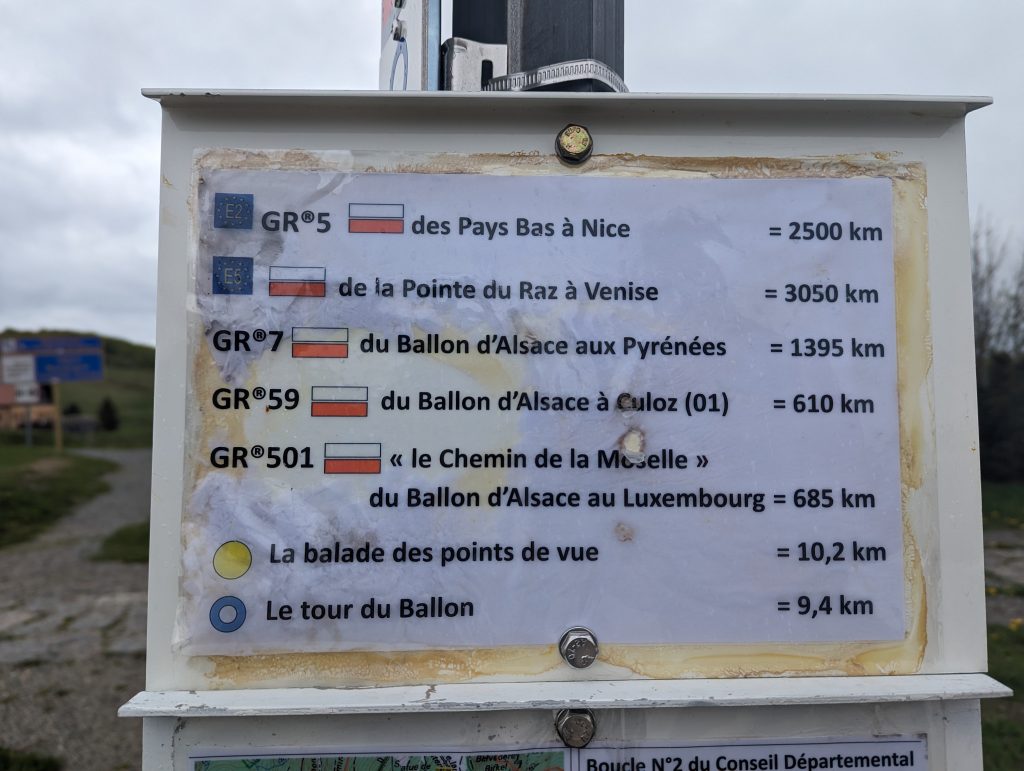 E2 GR®5 des Pays Bas à Nice = 2500 km
E5 de la Pointe du Raz à Venise = 3050 km
GR®7 du Ballon d’Alsace aux Pyrénées = 1395 km
GR®59 du Ballon d’Alsace à Culoz (01) = 610 km
GR®501 « le Chemin de la Moselle »
du Ballon d’Alsace au Luxembourg = 685 km
La balade des points de vue = 10,2 km
Le tour du Ballon = 9,4 km
Boucle N°2 du Conseil Départemental